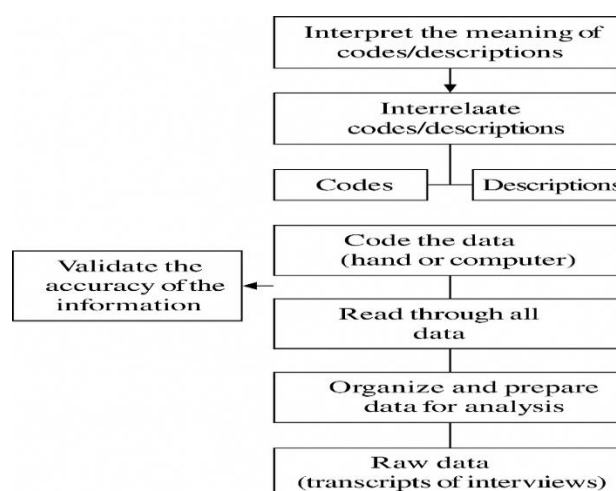 Interpret the meaning of
codes/descriptions
Interrelaate
codes/descriptions
Codes
Descriptions
Code the data
(hand or computer)
Validate the
accuracy of the
information
Read through all
data
Organize and prepare
data for analysis
Raw data
(transcripts of interviiews)